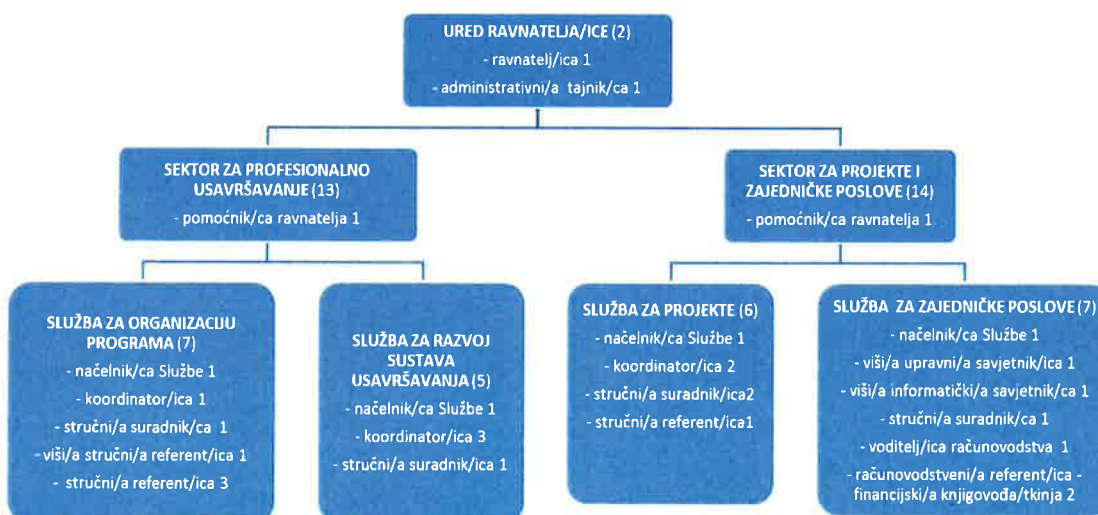 URED RAVNATELJA/ICE (2)
- ravnatelj/ica 1
- administrativni/a tajnik/ca 1
SEKTOR ZA PROFESIONALNO
USAVRŠAVANJE (13)
- pomoćnik/ca ravnatelja 1
SEKTOR ZA PROJEKTE I
ZAJEDNIČKE POSLOVE (14)
- pomoćnik/ca ravnatelja 1
SLUŽBA ZA ORGANIZACIJU
PROGRAMA (7)
- načelnik/ca Službe 1
- koordinator/ica 1
- stručni/a suradnik/ca 1
- viši/a stručni/a referent/ica 1
- stručni/a referent/ica 3
SLUŽBA ZA RAZVOJ
SUSTAVA
USAVRŠAVANJA (5)
- načelnik/ca Službe 1
- koordinator/ica 3
- stručni/a suradnik/ica 1
SLUŽBA ZA PROJEKTE (6)
- načelnik/ca Službe 1
- koordinator/ica 2
- stručni/a suradnik/ica2
- stručni/a referent/ica1
SLUŽBA ZA ZAJEDNIČKE POSLOVE (7)
- načelnik/ca Službe 1
- viši/a upravni/a savjetnik/ica 1
- viši/a informatički/a savjetnik/ca 1
- stručni/a suradnik/ca 1
- voditelj/ica računovodstva 1
- računovodstveni/a referent/ica -
financijski/a knjigovođa/tkinja 2